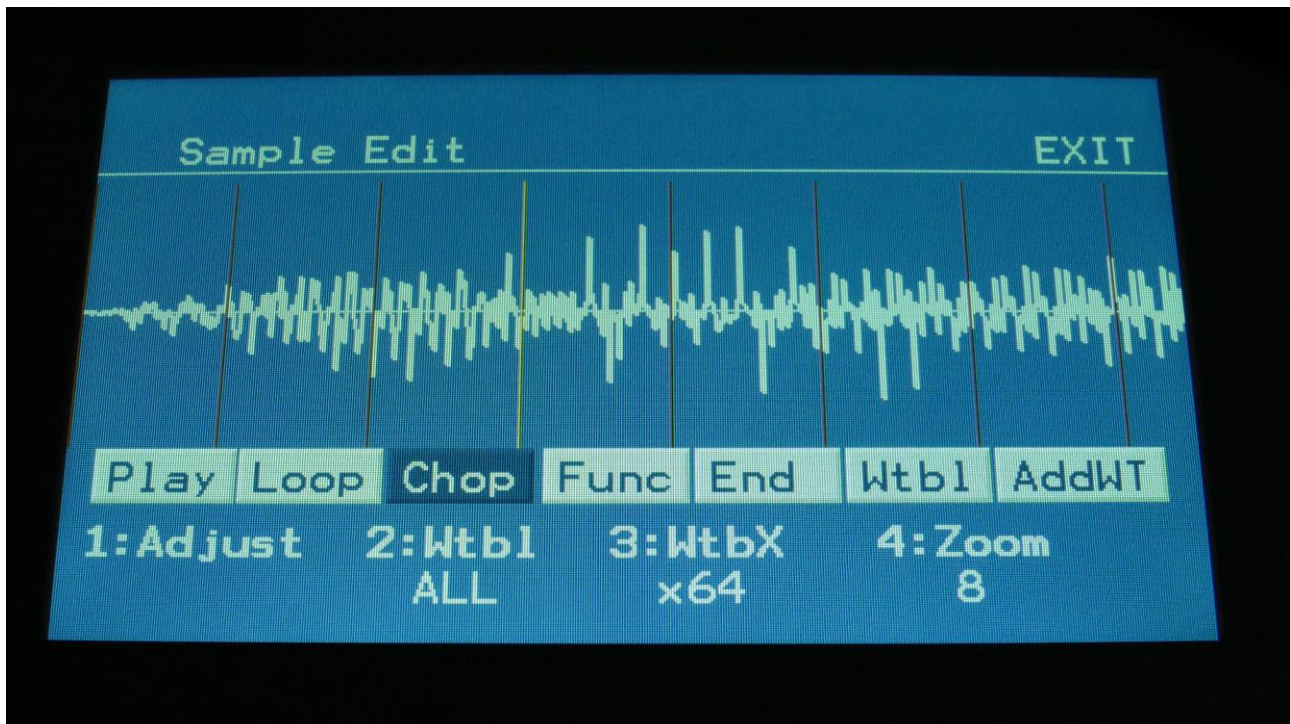 Sample Edit EXIT
Play Loop Chop Func End Wtbl AddWT
1:Adjust 2:Wtbl 3:WtbX 4:Zoom
ALL x64 8